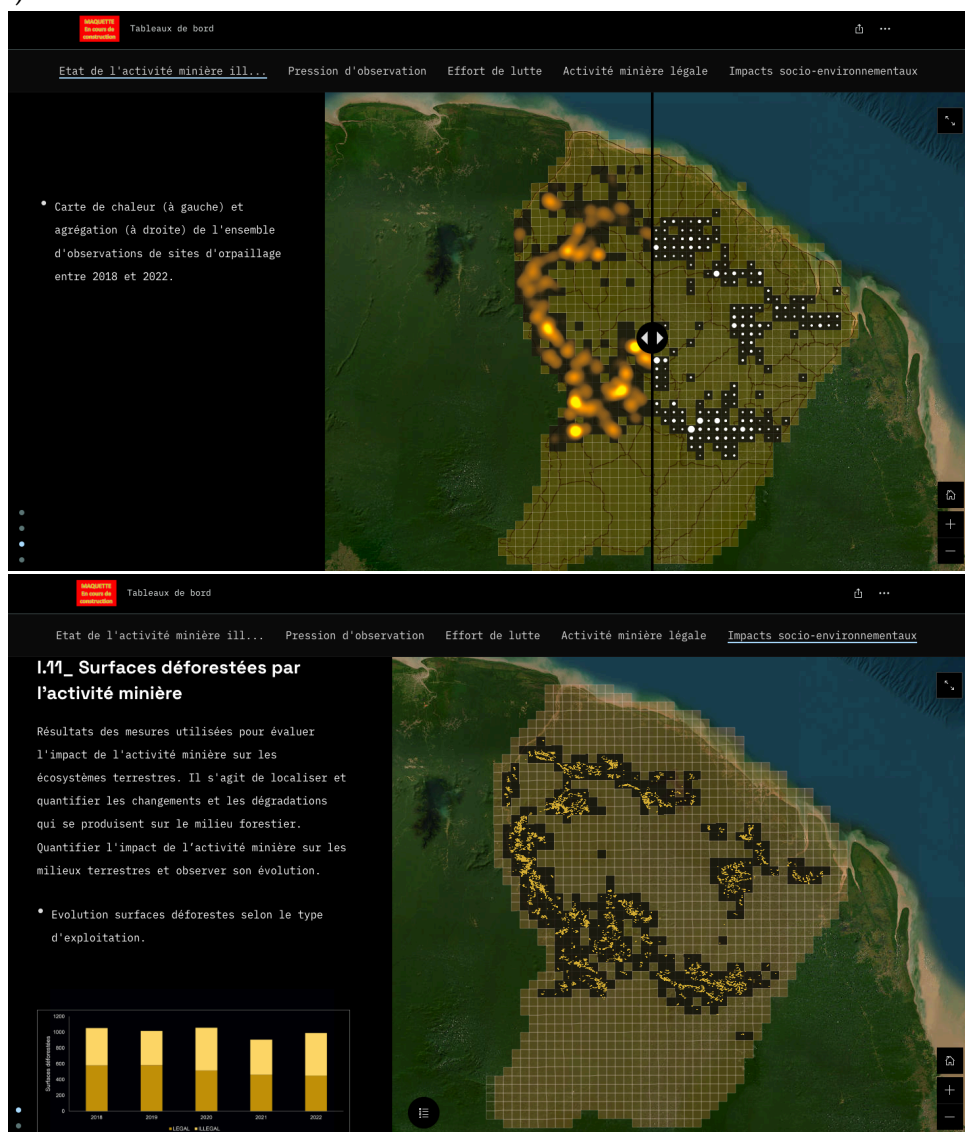 MAQUETTE
En cours de
construction
Tableaux de bord
Etat de l'activité minière ill... Pression d'observation Effort de lutte Activité minière légale Impacts socio-environnementaux
• Carte de chaleur (à gauche) et
agrégation (à droite) de l'ensemble
d'observations de sites d'orpaillage
entre 2018 et 2022.
MAQUETTE
En cours de
construction
Tableaux de bord
Etat de l'activité minière ill... Pression d'observation Effort de lutte Activité minière légale Impacts socio-environnementaux
I.11_ Surfaces déforestées par
l'activité minière
Résultats des mesures utilisées pour évaluer
l'impact de l'activité minière sur les
écosystèmes terrestres. Il s'agit de localiser et
quantifier les changements et les dégradations
qui se produisent sur le milieu forestier.
Quantifier l'impact de l'activité minière sur les
milieux terrestres et observer son évolution.
• Evolution surfaces déforestes selon le type
d'exploitation.
Surfaces déforestées
1200
1000
800
600
400
200
0
2018 2019 2020 2021 2022
LEGAL ILLEGAL